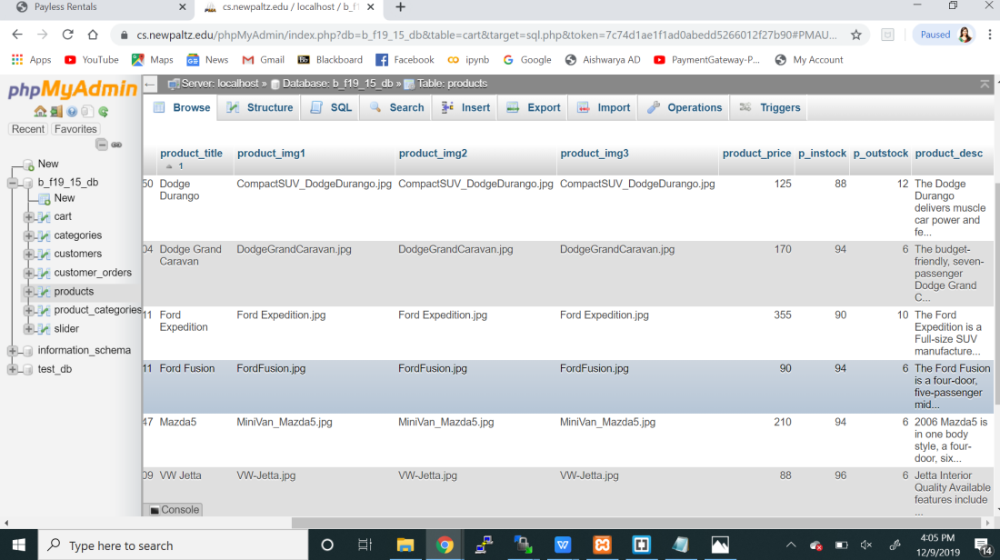 Payless Rentals
cs.newpaltz.edu / localhost / b_f1
cs.newpaltz.edu/phpMyAdmin/index.php?db=b_f19_15_db&table=cart&target=sql.php&token=7c74d1ae1f1ad0abedd5266012f27b90#PMAU...
Paused
Apps YouTube Maps News Gmail Blackboard Facebook ipynb Google Aishwarya AD PaymentGateway-P... My Account
phpMyAdmin
Recent Favorites
New
b_f19_15_db
New
cart
categories
customers
customer_orders
products
product_categories
slider
information_schema
test_db
Server: localhost » Database: b_f19_15_db » Table: products
Browse Structure SQL Search Insert Export Import Operations Triggers
product_title 1 product_img1 product_img2 product_img3 product_price p_instock p_outstock product_desc
50 Dodge Durango CompactSUV_DodgeDurango.jpg CompactSUV_DodgeDurango.jpg CompactSUV_DodgeDurango.jpg 125 88 12 The Dodge
Durango
delivers muscle
car power and
fe...
04 Dodge Grand Caravan DodgeGrandCaravan.jpg DodgeGrandCaravan.jpg DodgeGrandCaravan.jpg 170 94 6 The budget-
friendly, seven-
passenger
Dodge Grand
C...
11 Ford Expedition Ford Expedition.jpg Ford Expedition.jpg Ford Expedition.jpg 355 90 10 The Ford
Expedition is a
Full-size SUV
manufacture...
11 Ford Fusion FordFusion.jpg FordFusion.jpg FordFusion.jpg 90 94 6 The Ford Fusion
is a four-door,
five-passenger
mid...
47 Mazda5 MiniVan_Mazda5.jpg MiniVan_Mazda5.jpg MiniVan_Mazda5.jpg 210 94 6 2006 Mazda5 is
in one body
style, a four-
door, six...
09 VW Jetta VW-Jetta.jpg VW-Jetta.jpg VW-Jetta.jpg 88 96 6 Jetta Interior
Quality Available
features include
...
Console
Type here to search
4:05 PM
12/9/2019
14